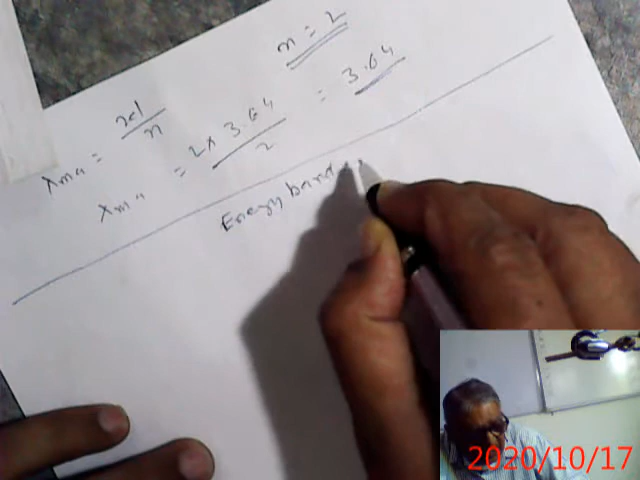 n = 2
λmax = 2d/n
λmax = 2 x 3.64/2 = 3.64
Energy band
2020/10/17